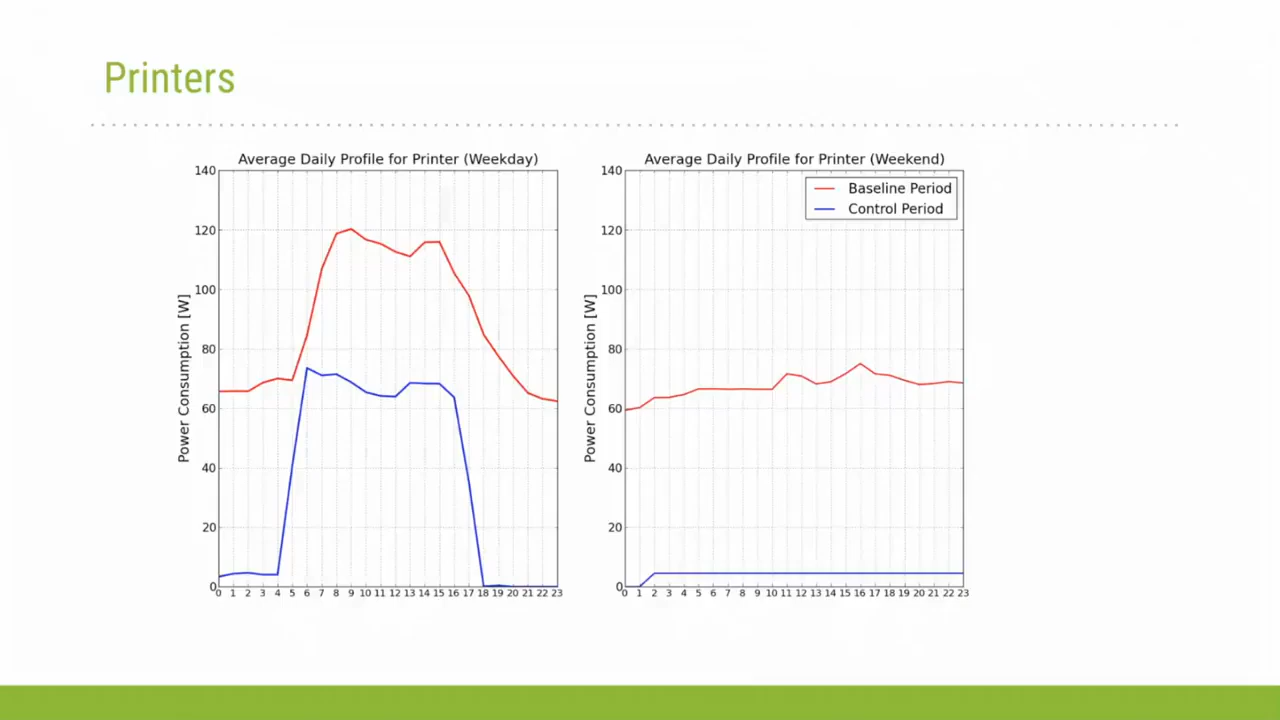 Printers
Average Daily Profile for Printer (Weekday)
140
120
100
80
60
40
20
0
Power Consumption [W]
0 1 2 3 4 5 6 7 8 9 10 11 12 13 14 15 16 17 18 19 20 21 22 23
Average Daily Profile for Printer (Weekend)
140
120
100
80
60
40
20
0
Power Consumption [W]
0 1 2 3 4 5 6 7 8 9 10 11 12 13 14 15 16 17 18 19 20 21 22 23
Baseline Period
Control Period